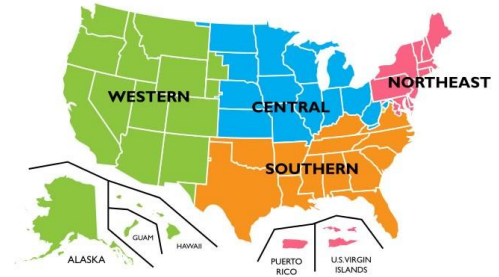 NORTHEAST
WESTERN
CENTRAL
SOUTHERN
GUAM
HAWAII
ALASKA
PUERTO
RICO
U.S.VIRGIN
ISLANDS